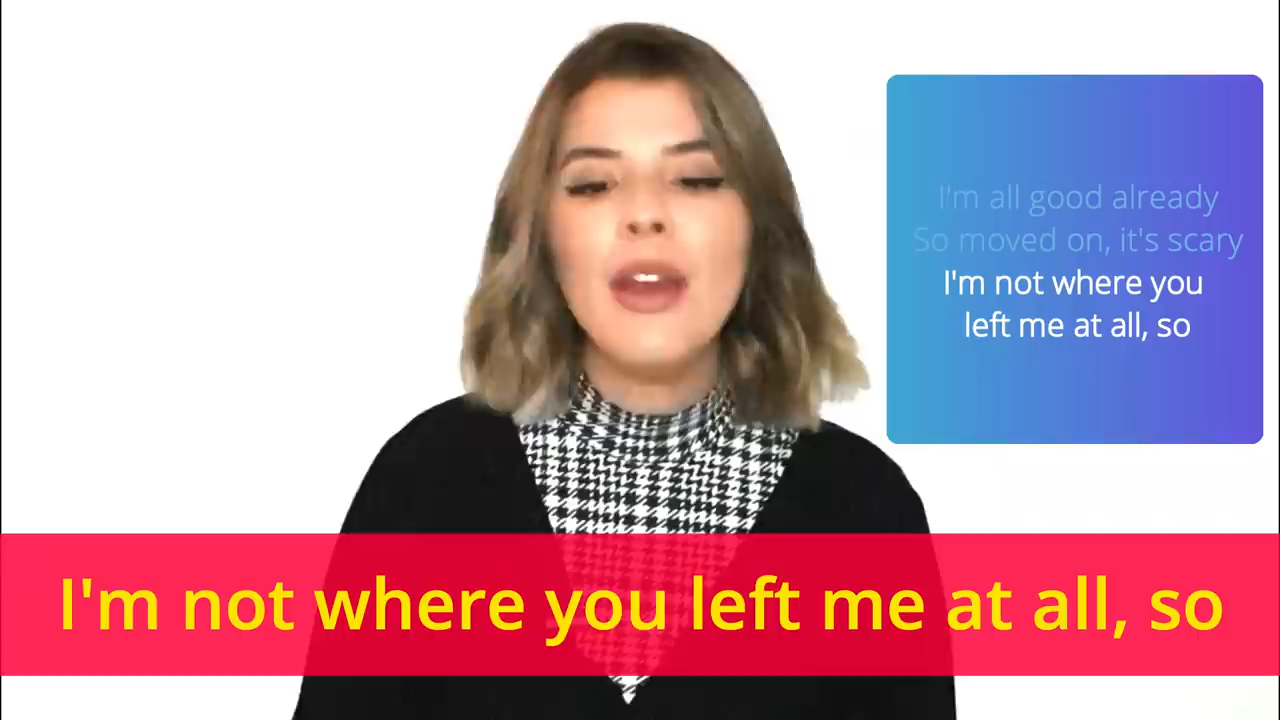 I'm all good already
So moved on, it's scary
I'm not where you
left me at all, so
I'm not where you left me at all, so